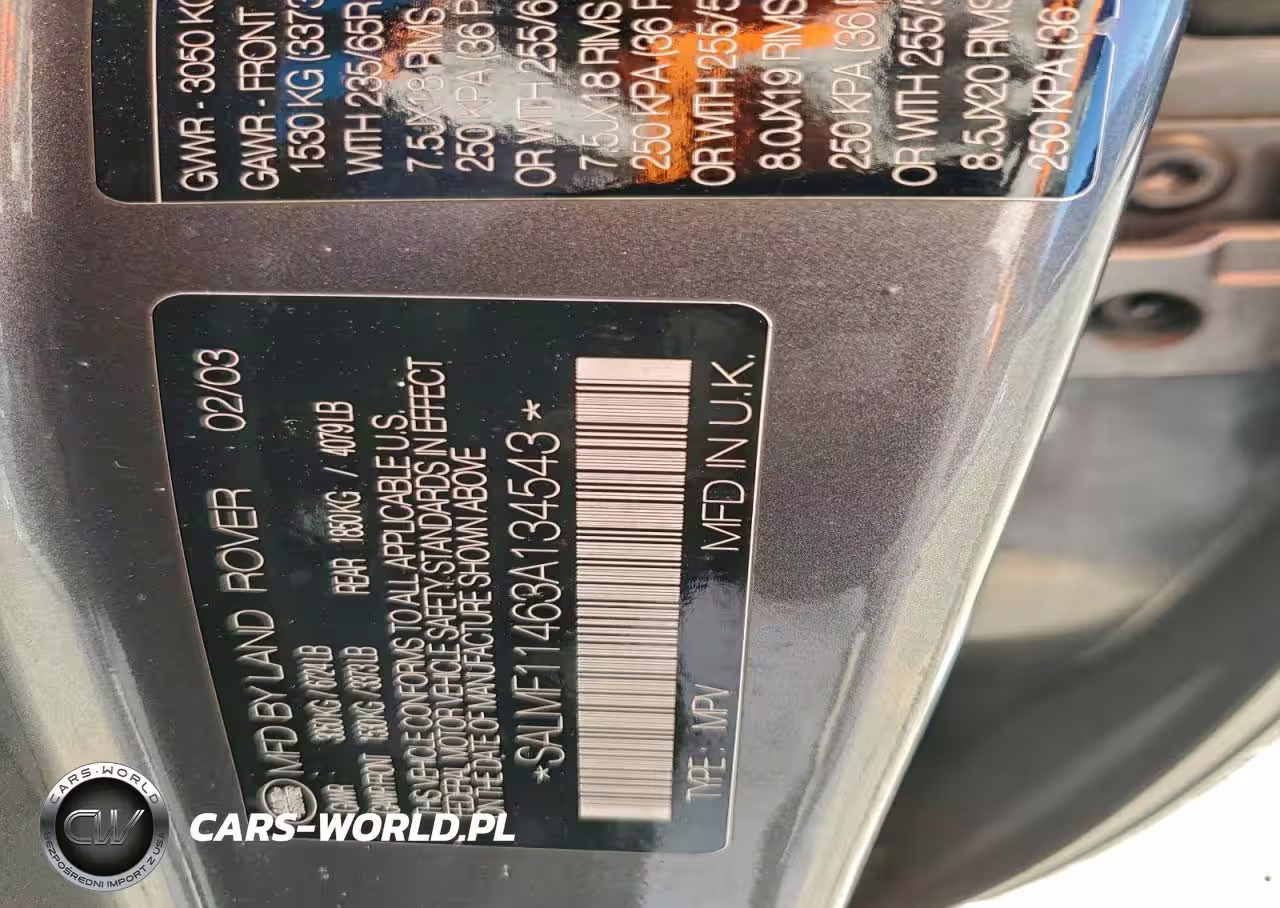 GVWR - 3050 KG
GAWR - FRONT
1530 KG (3373
WITH 235/65R
7.5JX18 RIMS
250 KPA (36 P
OR WITH 255/6
7.5JX18 RIMS
250 KPA (36 P
OR WITH 255/5
8.0JX19 RIMS
250 KPA (36 P
OR WITH 255/5
8.5JX20 RIMS
250 KPA (36
MFD BY LAND ROVER 02/03
GVWR :
GAWR FRONT 1530KG /3373LB REAR 1850KG / 4079LB
THIS VEHICLE CONFORMS TO ALL APPLICABLE U.S.
FEDERAL MOTOR VEHICLE SAFETY STANDARDS IN EFFECT
ON THE DATE OF MANUFACTURE SHOWN ABOVE
*SALMF11463A134543*
TYPE: MPV MFD IN U.K.
CARS-WORLD
CW
BEZPOŚREDNI IMPORT Z USA
CARS-WORLD.PL